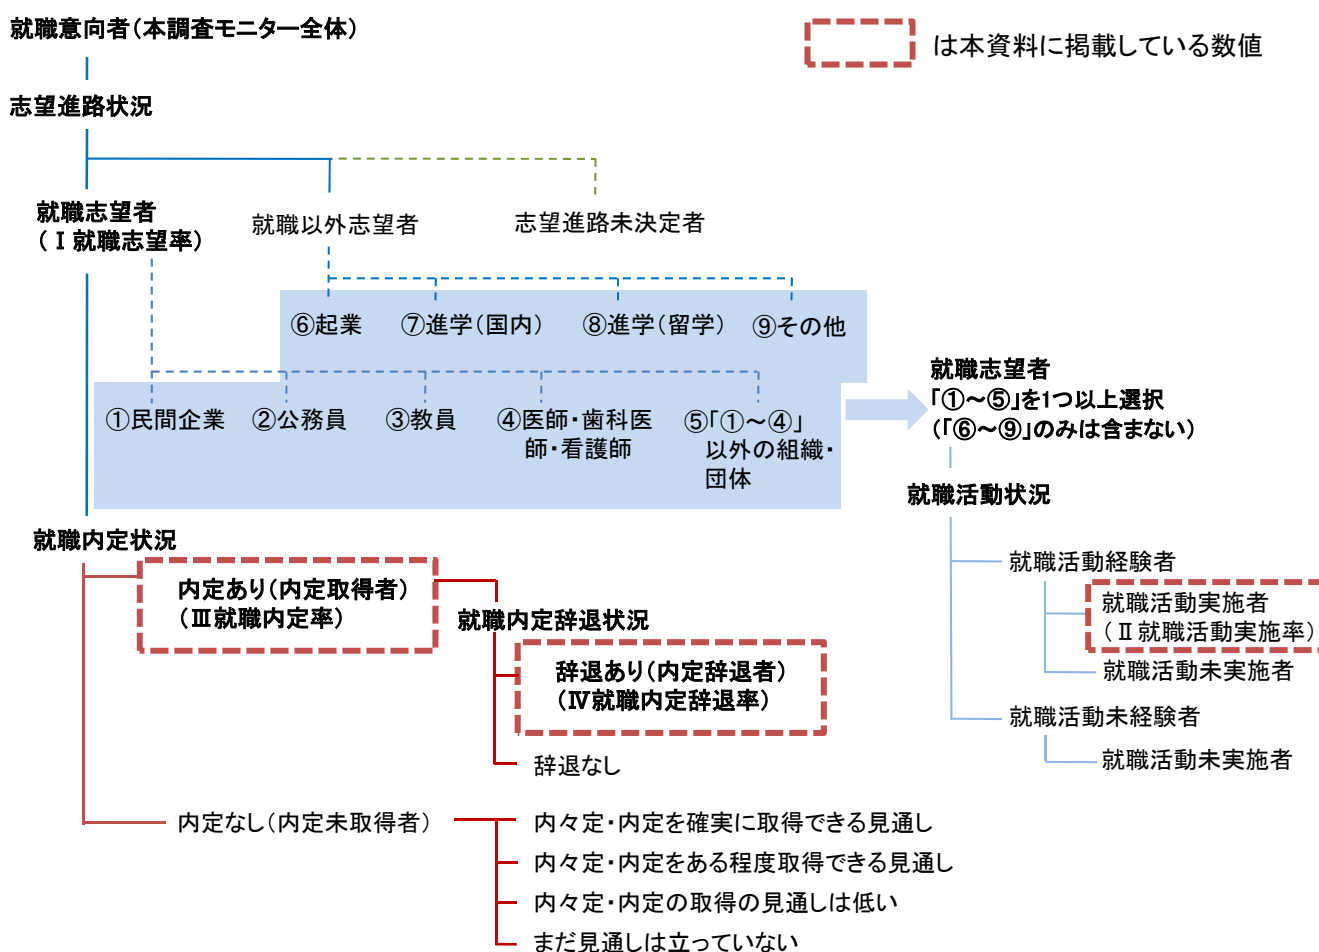 就職意向者(本調査モニター全体)
は本資料に掲載している数値
志望進路状況
就職志望者
(Ⅰ就職志望率)
就職以外志望者
志望進路未決定者
⑥起業
⑦進学(国内)
⑧進学(留学)
⑨その他
①民間企業
②公務員
③教員
④医師・歯科医
師・看護師
⑤「①~④」
以外の組織・
団体
就職志望者
「①~⑤」を1つ以上選択
(「⑥~⑨」のみは含まない)
就職活動状況
就職活動経験者
就職活動実施者
(Ⅱ就職活動実施率)
就職活動未実施者
就職活動未経験者
就職活動未実施者
就職内定状況
内定あり(内定取得者)
(Ⅲ就職内定率)
就職内定辞退状況
辞退あり(内定辞退者)
(Ⅳ就職内定辞退率)
辞退なし
内定なし(内定未取得者)
内々定・内定を確実に取得できる見通し
内々定・内定をある程度取得できる見通し
内々定・内定の取得の見通しは低い
まだ見通しは立っていない